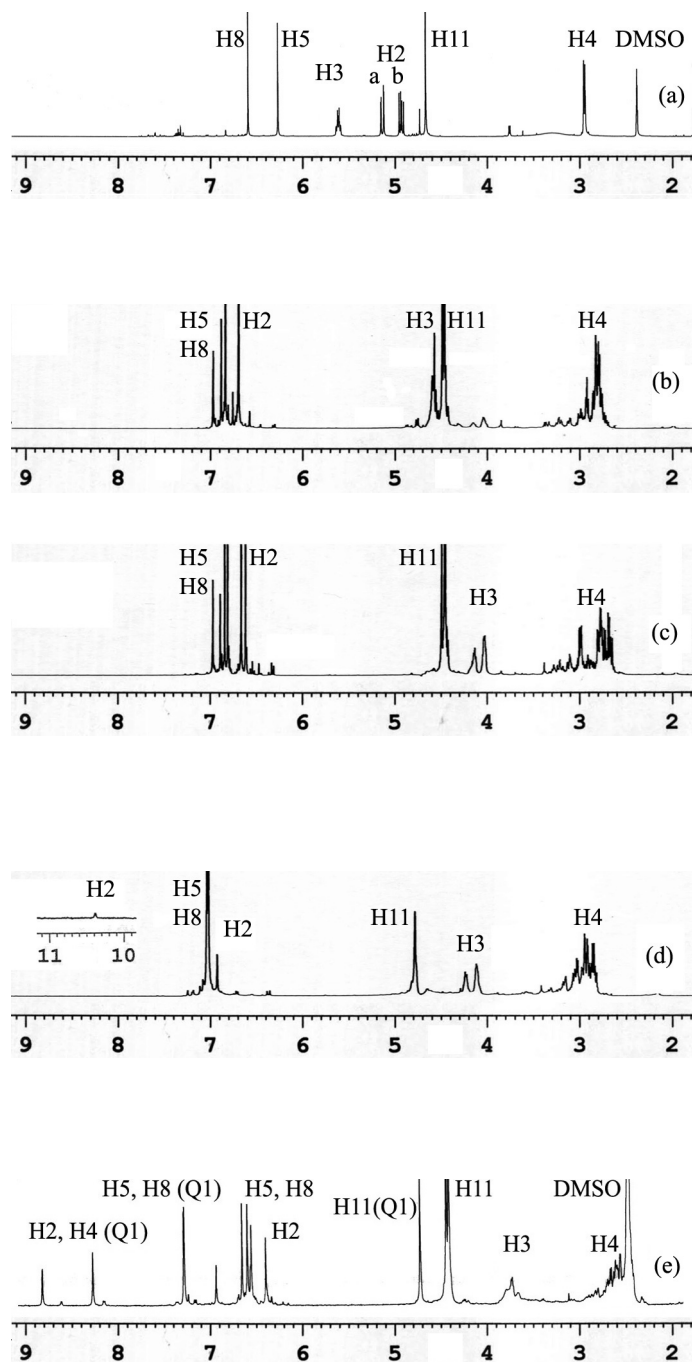 H8 H5 H2 H11 H4 DMSO
H3 a b (a)
9 8 7 6 5 4 3 2
H5 H2 H3 H11 H4
H8 (b)
9 8 7 6 5 4 3 2
H5 H2 H11
H8 H3 H4 (c)
9 8 7 6 5 4 3 2
H2 H5
H8 H2 H11 H3 H4 (d)
11 10
9 8 7 6 5 4 3 2
H5, H8 (Q1) H5, H8 H11(Q1) H11 DMSO
H2, H4 (Q1) H2 H3 H4 (e)
9 8 7 6 5 4 3 2